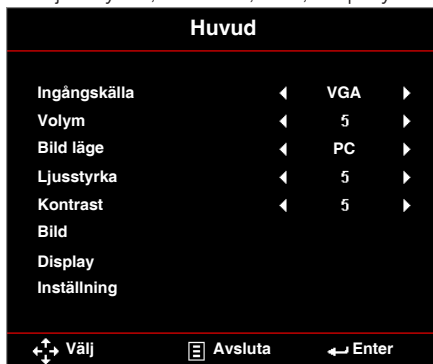 Huvud
Ingångskälla VGA
Volym 5
Bild läge PC
Ljusstyrka 5
Kontrast 5
Bild
Display
Inställning
Välj Avsluta Enter